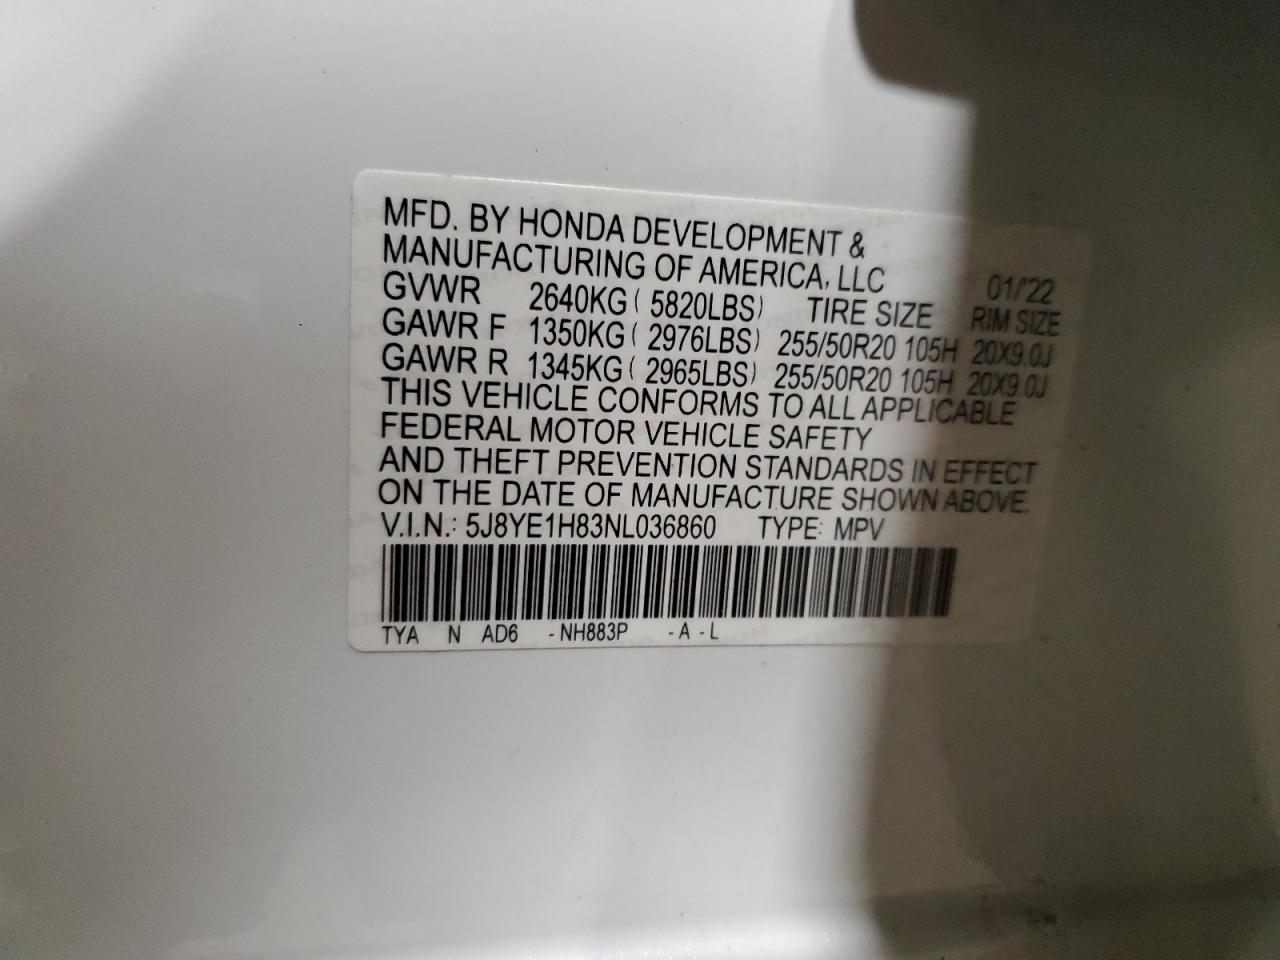 MFD. BY HONDA DEVELOPMENT &
MANUFACTURING OF AMERICA, LLC 01/'22
GVWR 2640KG ( 5820LBS) TIRE SIZE RIM SIZE
GAWR F 1350KG ( 2976LBS) 255/50R20 105H 20X9.0J
GAWR R 1345KG ( 2965LBS) 255/50R20 105H 20X9.0J
THIS VEHICLE CONFORMS TO ALL APPLICABLE
FEDERAL MOTOR VEHICLE SAFETY
AND THEFT PREVENTION STANDARDS IN EFFECT
ON THE DATE OF MANUFACTURE SHOWN ABOVE.
V.I.N.: 5J8YE1H83NL036860 TYPE: MPV
TYA N AD6 -NH883P -A -L